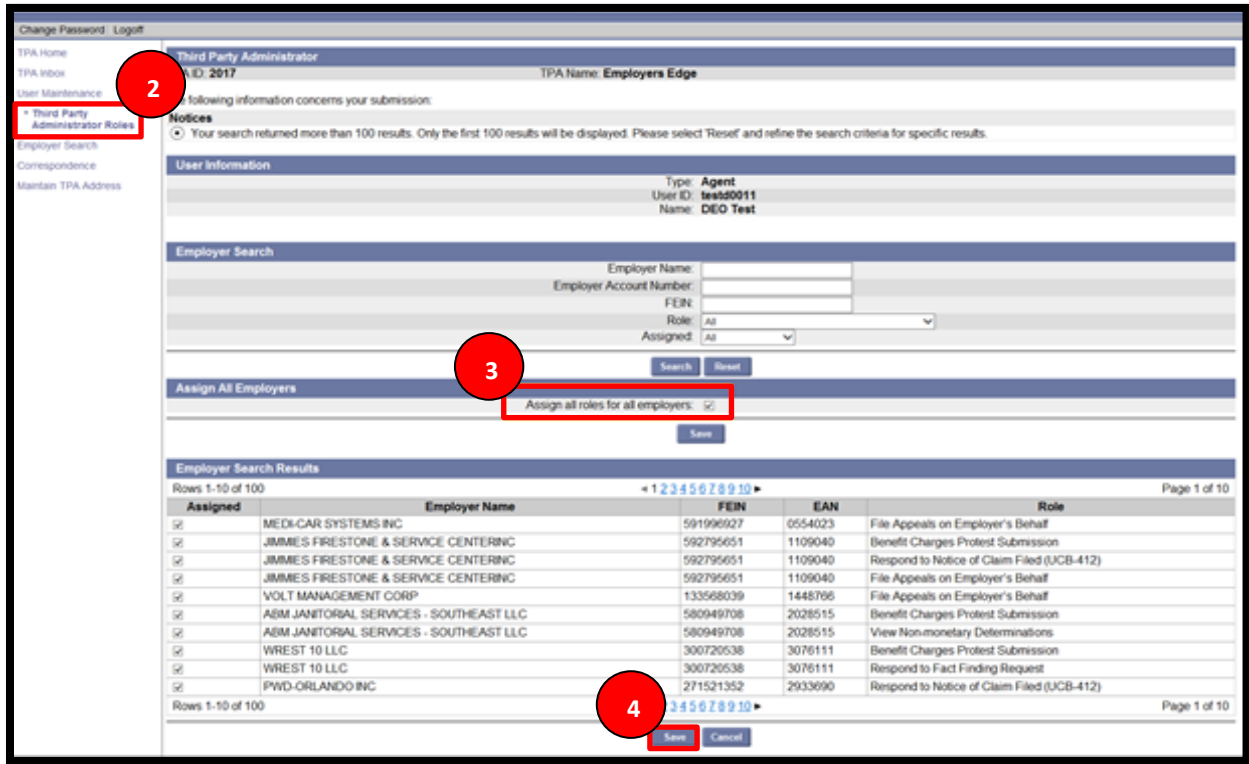 Change Password Logoff
TPA Home
TPA Inbox
User Maintenance
* Third Party
Administrator Roles
Employer Search
Correspondence
Maintain TPA Address
2
Third Party Administrator
ID: 2017 TPA Name: Employers Edge
following information concerns your submission:
Notices
Your search returned more than 100 results. Only the first 100 results will be displayed. Please select 'Reset' and refine the search criteria for specific results.
User Information
Type: Agent
User ID: testd0011
Name: DEO Test
Employer Search
Employer Name:
Employer Account Number:
FEIN:
Role: All
Assigned: All
Search Reset
3
Assign All Employers
Assign all roles for all employers:
Save
Employer Search Results
Rows 1-10 of 100 1 2 3 4 5 6 7 8 9 10 Page 1 of 10
Assigned Employer Name FEIN EAN Role
MEDI-CAR SYSTEMS INC 591996927 0554023 File Appeals on Employer's Behalf
JIMMIES FIRESTONE & SERVICE CENTERINC 592795651 1109040 Benefit Charges Protest Submission
JIMMIES FIRESTONE & SERVICE CENTERINC 592795651 1109040 Respond to Notice of Claim Filed (UCB-412)
JIMMIES FIRESTONE & SERVICE CENTERINC 592795651 1109040 File Appeals on Employer's Behalf
VOLT MANAGEMENT CORP 133568039 1448766 File Appeals on Employer's Behalf
ABM JANITORIAL SERVICES - SOUTHEAST LLC 580949708 2028515 Benefit Charges Protest Submission
ABM JANITORIAL SERVICES - SOUTHEAST LLC 580949708 2028515 View Non-monetary Determinations
WREST 10 LLC 300720538 3076111 Benefit Charges Protest Submission
WREST 10 LLC 300720538 3076111 Respond to Fact Finding Request
PWD-ORLANDO INC 271521352 2933690 Respond to Notice of Claim Filed (UCB-412)
Rows 1-10 of 100 3 4 5 6 7 8 9 10 Page 1 of 10
4
Save Cancel